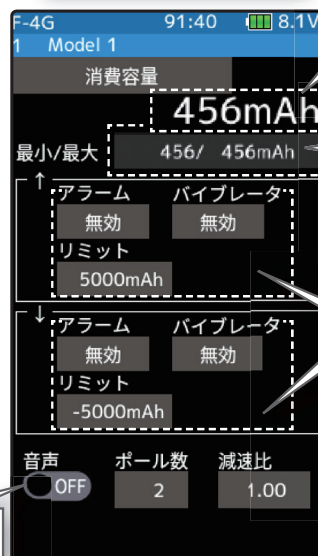 F-4G 91:40 8.1V
1 Model 1
消費容量
456mAh
最小/最大 456/ 456mAh
↑
アラーム バイブレータ
無効 無効
リミット
5000mAh
↓
アラーム バイブレータ
無効 無効
リミット
-5000mAh
音声 ポール数 減速比
OFF 2 1.00